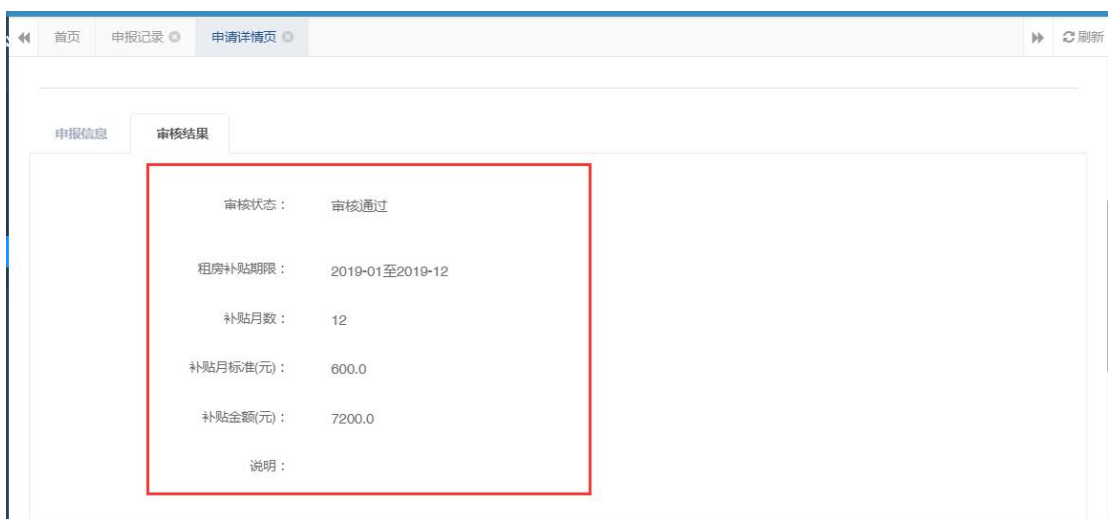 首页 申报记录 申请详情页 刷新
申报信息 审核结果
审核状态： 审核通过
租房补贴期限： 2019-01至2019-12
补贴月数： 12
补贴月标准(元)： 600.0
补贴金额(元)： 7200.0
说明：